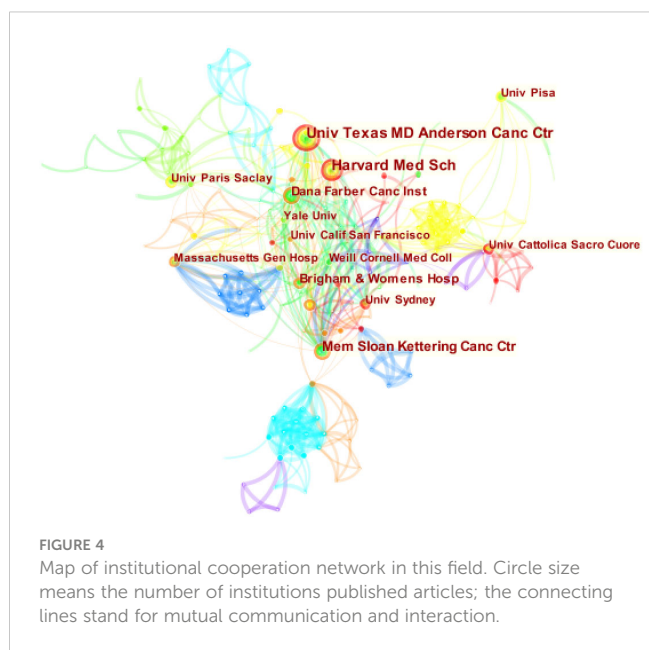 Univ Pisa
Univ Texas MD Anderson Canc Ctr
Harvard Med Sch
Univ Paris Saclay
Dana Farber Canc Inst
Yale Univ
Univ Calif San Francisco
Univ Cattolica Sacro Cuore
Massachusetts Gen Hosp
Weill Cornell Med Coll
Brigham & Womens Hosp
Univ Sydney
Mem Sloan Kettering Canc Ctr
FIGURE 4
Map of institutional cooperation network in this field. Circle size
means the number of institutions published articles; the connecting
lines stand for mutual communication and interaction.